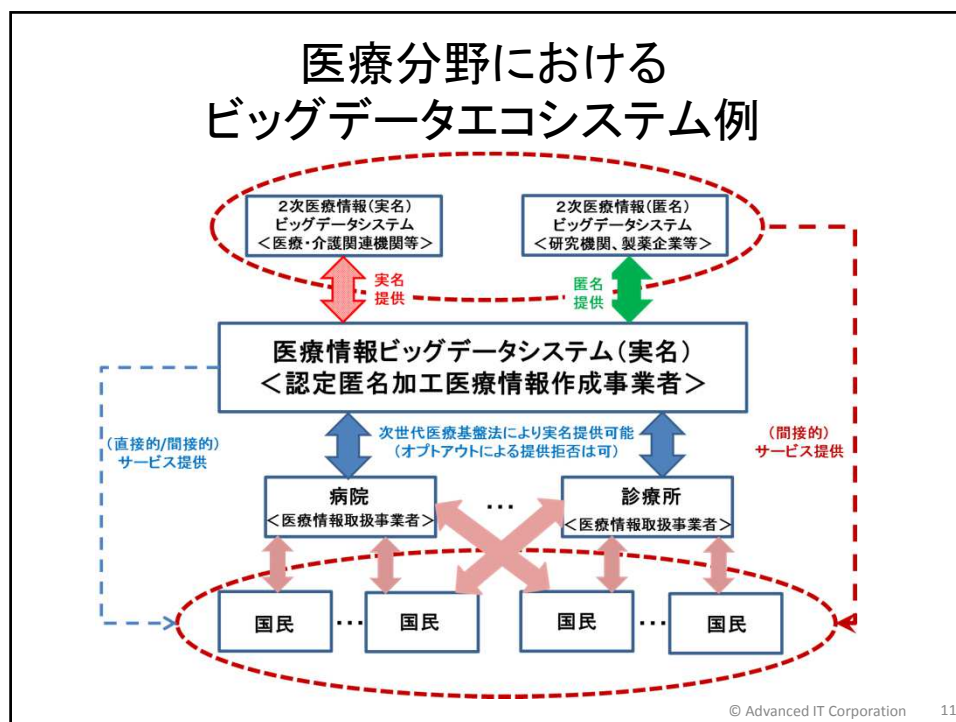 医療分野における
ビッグデータエコシステム例
2次医療情報(実名)
ビッグデータシステム
<医療・介護関連機関等>
2次医療情報(匿名)
ビッグデータシステム
<研究機関、製薬企業等>
実名
提供
匿名
提供
医療情報ビッグデータシステム(実名)
<認定匿名加工医療情報作成事業者>
(直接的/間接的)
サービス提供
次世代医療基盤法により実名提供可能
(オプトアウトによる提供拒否は可)
(間接的)
サービス提供
病院
<医療情報取扱事業者>
・・・
診療所
<医療情報取扱事業者>
国民
・・・
国民
国民
・・・
国民
© Advanced IT Corporation 11